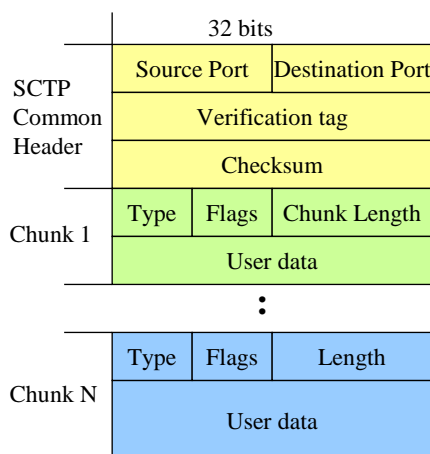 32 bits
SCTP
Common
Header
Source Port
Destination Port
Verification tag
Checksum
Chunk 1
Type
Flags
Chunk Length
User data
:
Chunk N
Type
Flags
Length
User data